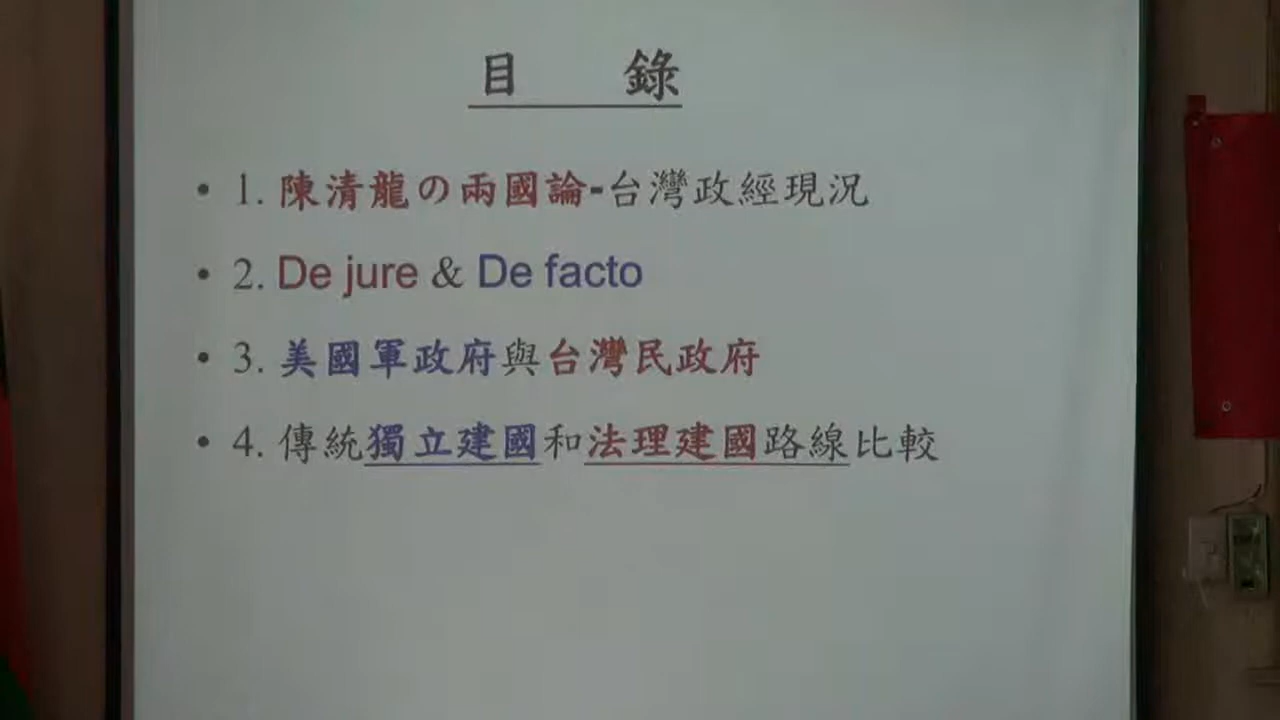 目 錄
• 1. 陳清龍の兩國論-台灣政經現況
• 2. De jure & De facto
• 3. 美國軍政府與台灣民政府
• 4. 傳統獨立建國和法理建國路線比較